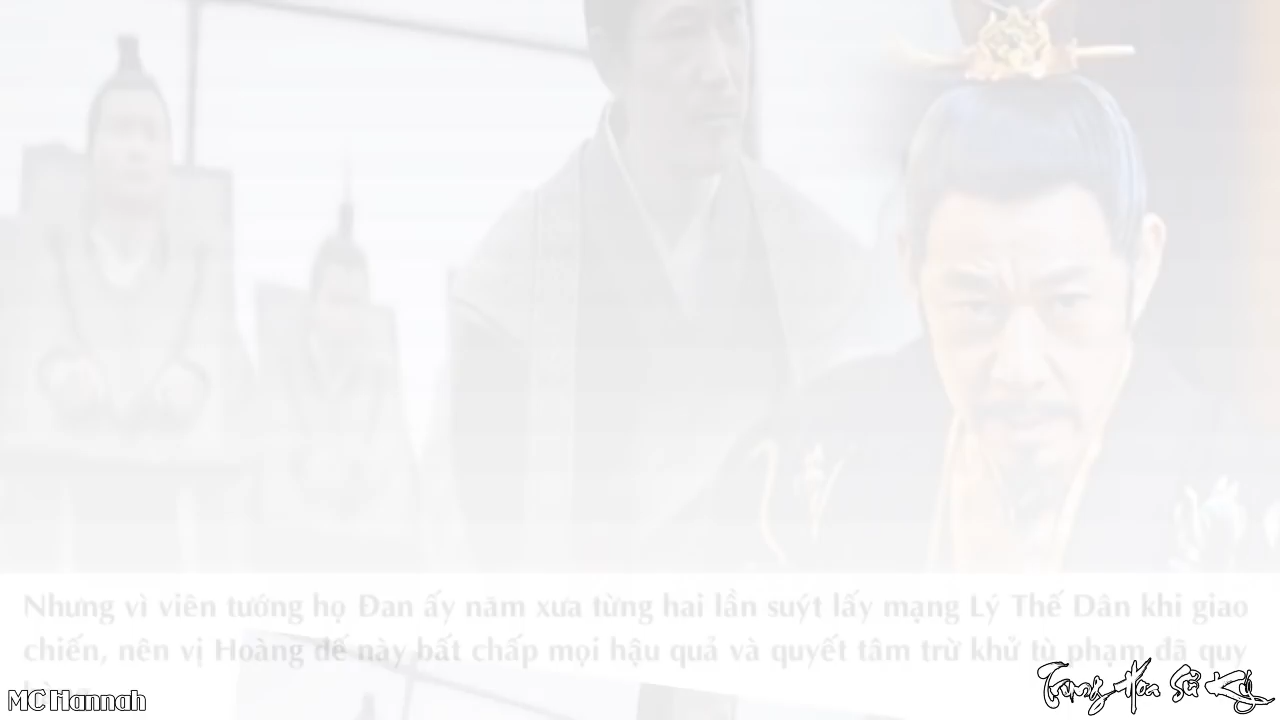 Nhưng vì viên tướng họ Đan ấy năm xưa từng hai lần suýt lấy mạng Lý Thế Dân khi giao
chiến, nên vị Hoàng đế này bất chấp mọi hậu quả và quyết tâm trừ khử tù phạm đã quy
MC Hannah
Trung Hoa Sử Ký